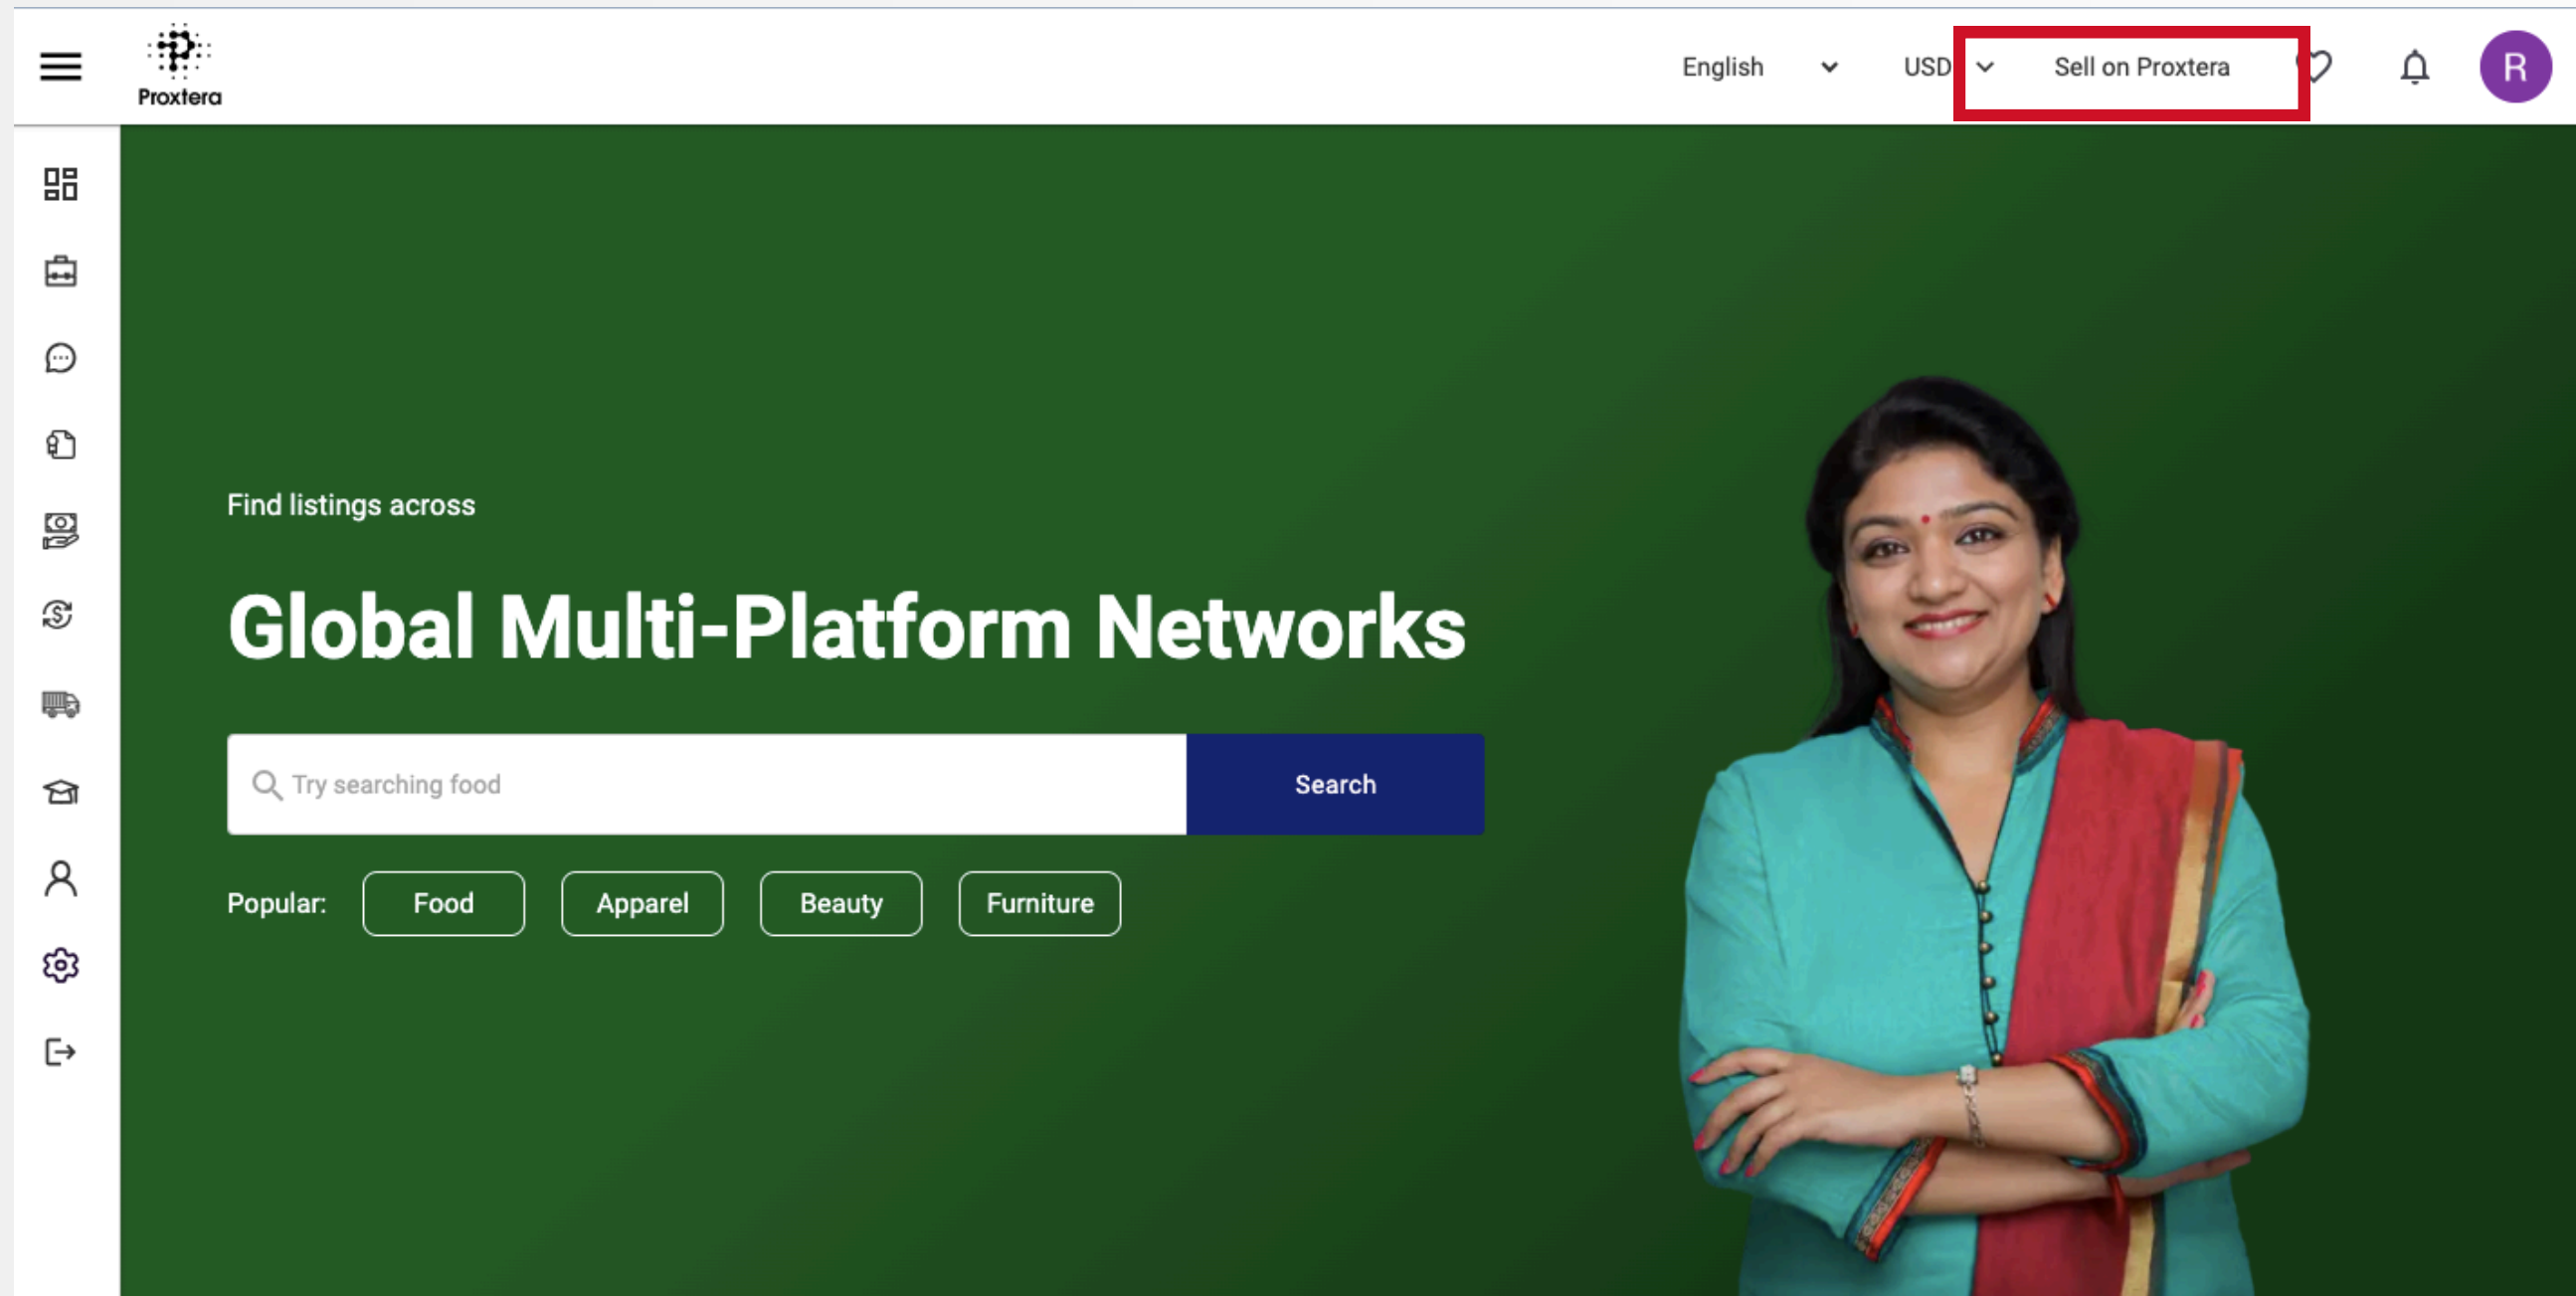 Proxtera
English
USD
Sell on Proxtera
R
Find listings across
Global Multi-Platform Networks
Try searching food
Search
Popular:
Food
Apparel
Beauty
Furniture